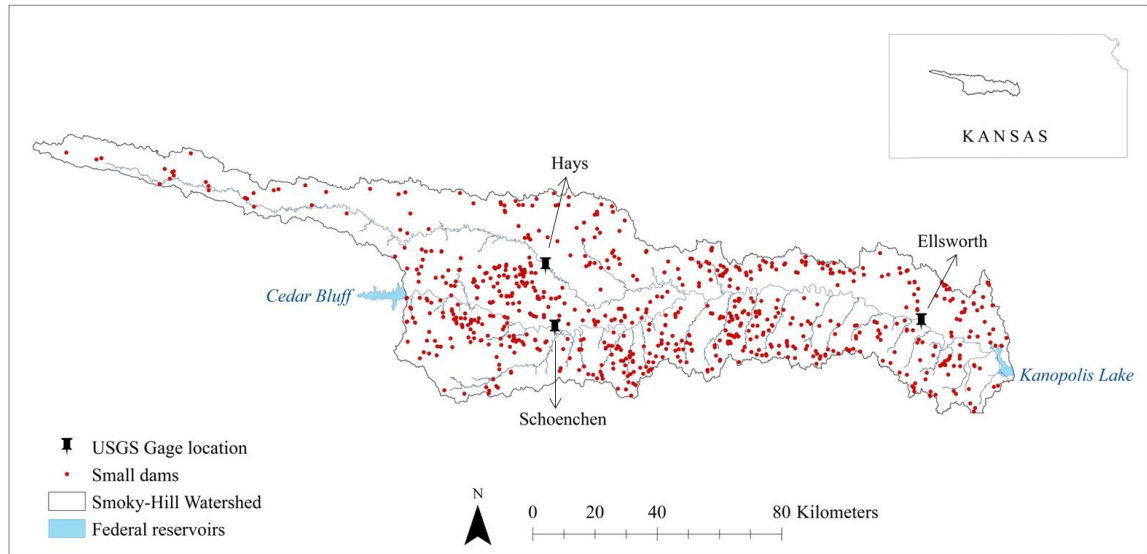 KANSAS
Hays
Ellsworth
Cedar Bluff
Kanopolis Lake
Schoenchen
USGS Gage location
Small dams
Smoky-Hill Watershed
Federal reservoirs
N
0 20 40 80 Kilometers